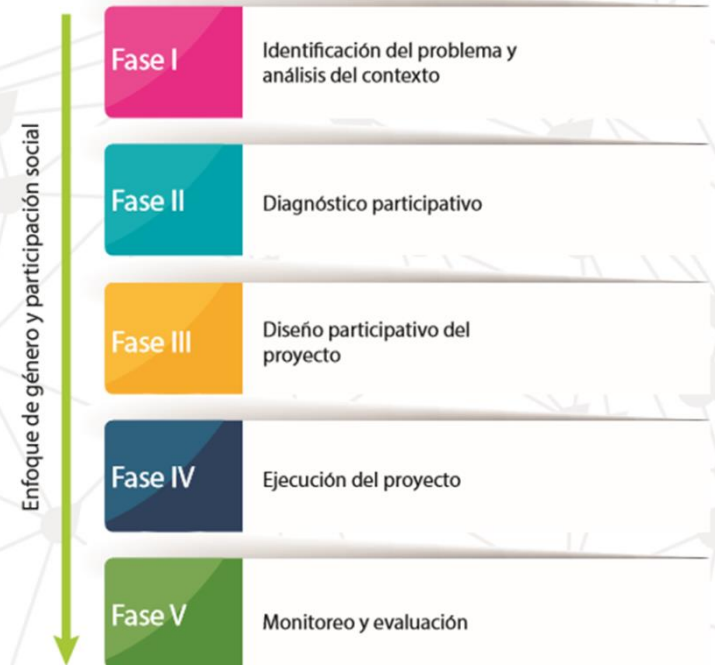 Enfoque de género y participación social
Fase I
Identificación del problema y
análisis del contexto
Fase II
Diagnóstico participativo
Fase III
Diseño participativo del
proyecto
Fase IV
Ejecución del proyecto
Fase V
Monitoreo y evaluación